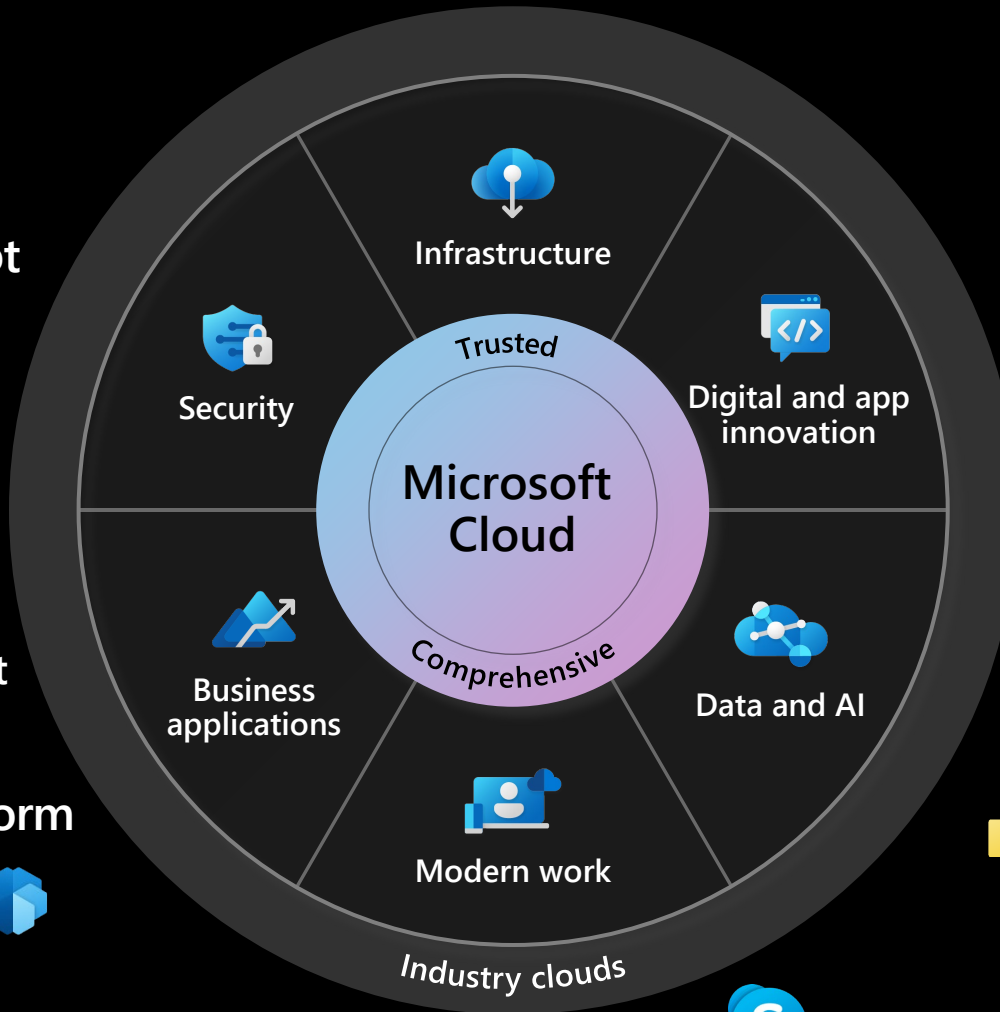 Infrastructure
Security
Digital and app
innovation
Trusted
Microsoft
Cloud
Comprehensive
Business
applications
Data and AI
Modern work
Industry clouds